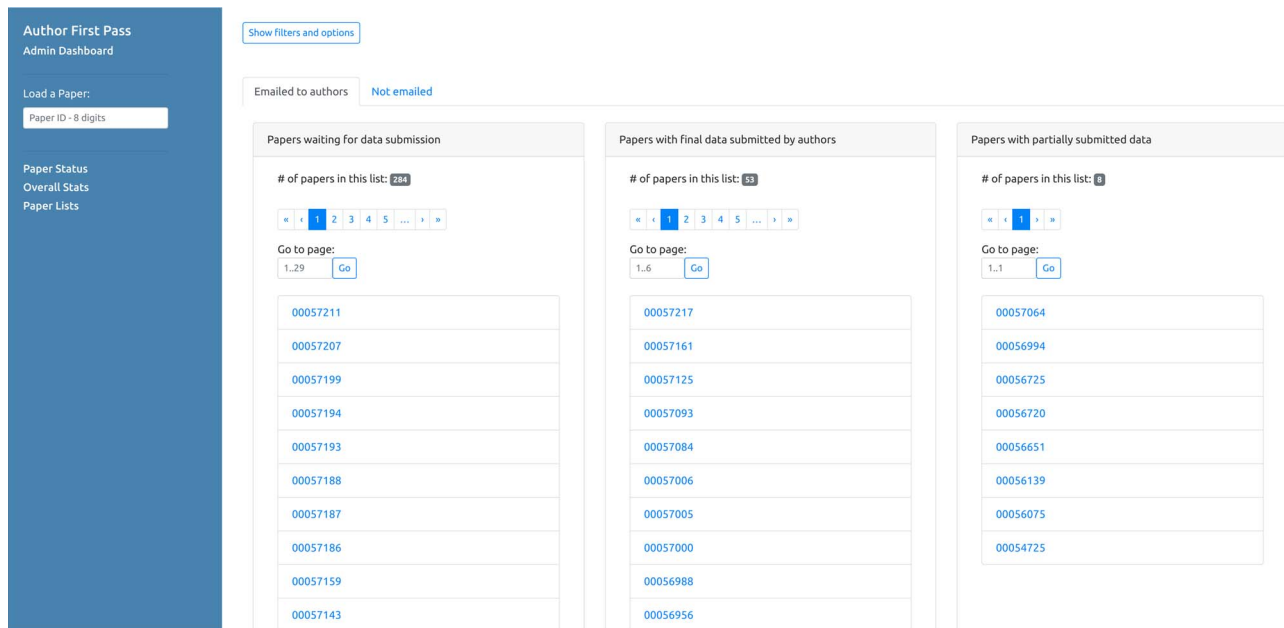 Author First Pass
Admin Dashboard
Load a Paper:
Paper ID - 8 digits
Paper Status
Overall Stats
Paper Lists
Show filters and options
Emailed to authors
Not emailed
Papers waiting for data submission
# of papers in this list: 284
« ‹ 1 2 3 4 5 … › »
Go to page:
1..29 Go
00057211
00057207
00057199
00057194
00057193
00057188
00057187
00057186
00057159
00057143
Papers with final data submitted by authors
# of papers in this list: 53
« ‹ 1 2 3 4 5 … › »
Go to page:
1..6 Go
00057217
00057161
00057125
00057093
00057084
00057006
00057005
00057000
00056988
00056956
Papers with partially submitted data
# of papers in this list: 8
« ‹ 1 › »
Go to page:
1..1 Go
00057064
00056994
00056725
00056720
00056651
00056139
00056075
00054725